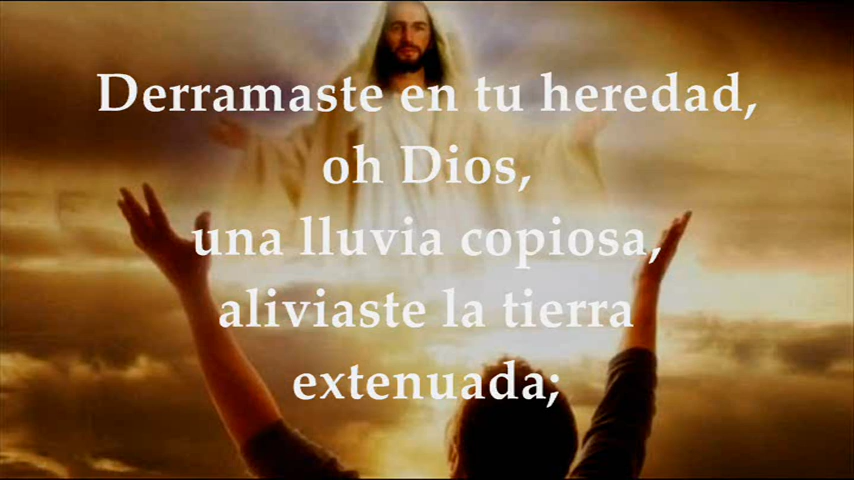 Derramaste en tu heredad,
oh Dios,
una lluvia copiosa,
aliviaste la tierra
extenuada;